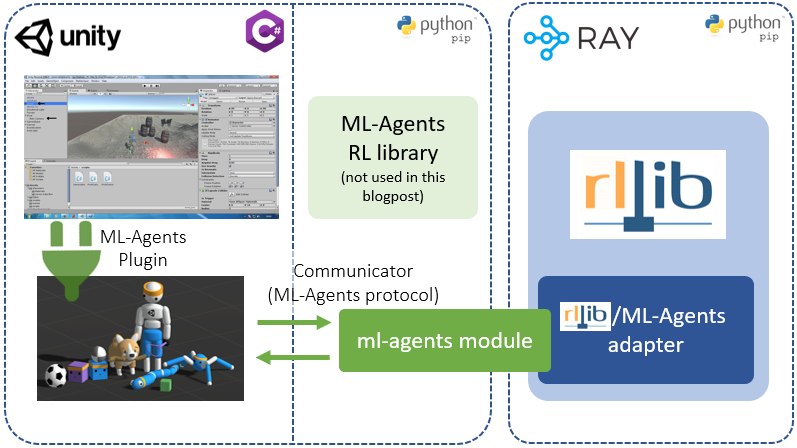 unity
C#
python
pip
RAY
python
pip
ML-Agents
RL library
(not used in this
blogpost)
rllib
ML-Agents
Plugin
Communicator
(ML-Agents protocol)
ml-agents module
rllib/ML-Agents
adapter